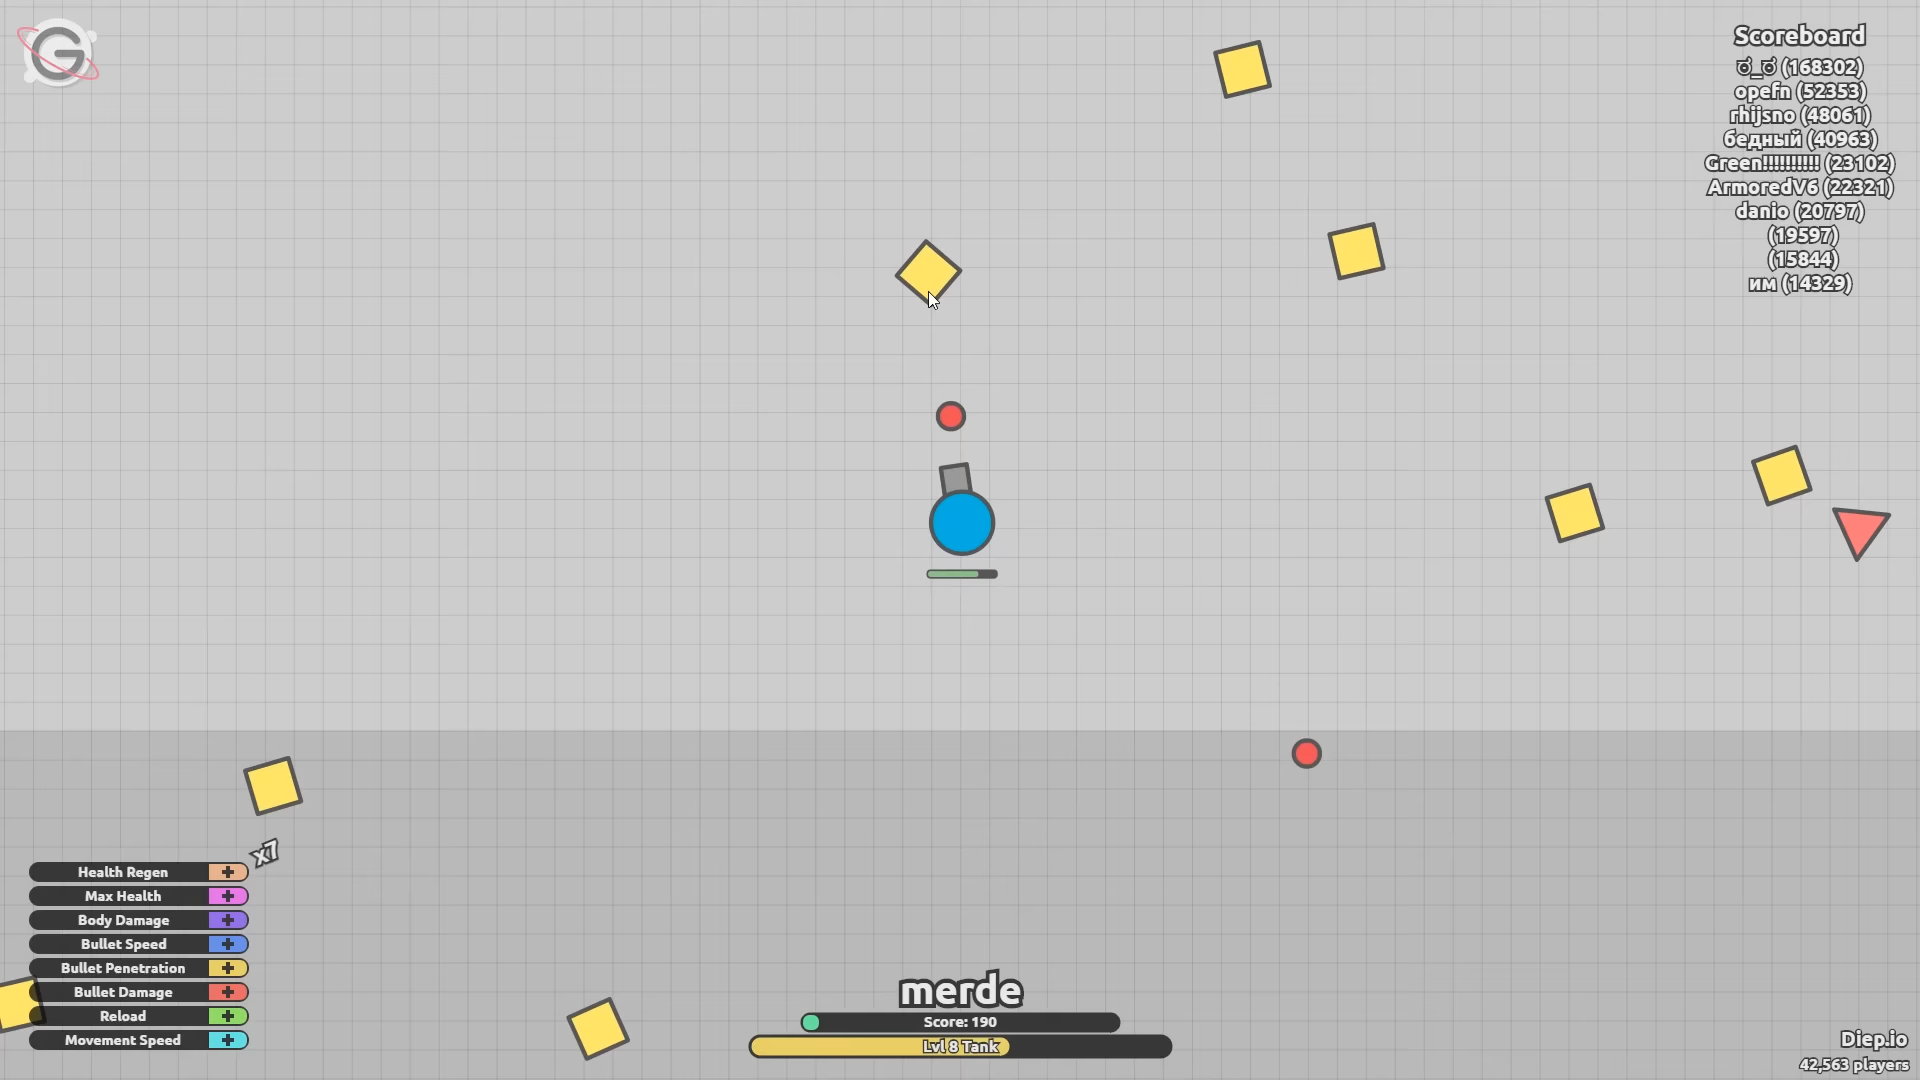 G
Scoreboard
ಠ_ಠ (168302)
opefn (52353)
rhijsno (48061)
бедный (40963)
Green!!!!!!!!!! (23102)
ArmoredV6 (22321)
danio (20797)
(19597)
(15844)
им (14329)
x7
Health Regen
Max Health
Body Damage
Bullet Speed
Bullet Penetration
Bullet Damage
Reload
Movement Speed
merde
Score: 190
Lvl 8 Tank
Diep.io
42,563 players